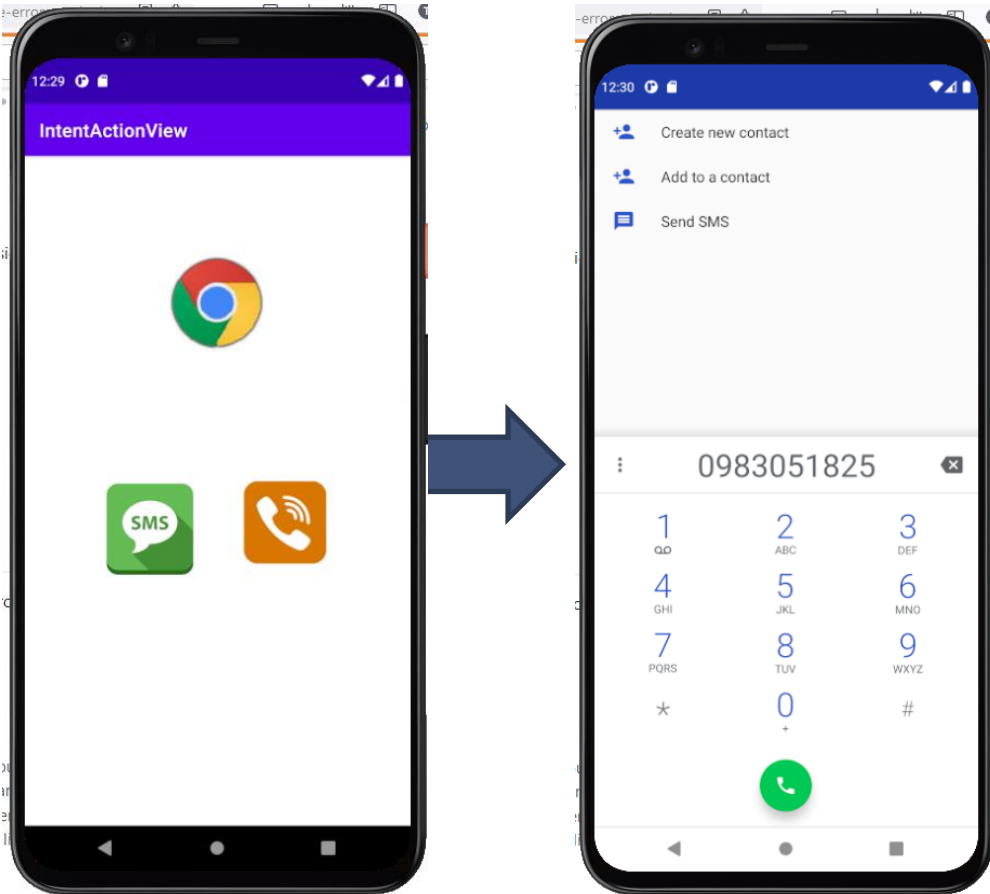 12:29
IntentActionView
SMS
12:30
Create new contact
Add to a contact
Send SMS
0983051825
1 2 3
ABC DEF
4 5 6
GHI JKL MNO
7 8 9
PQRS TUV WXYZ
* 0 #
+